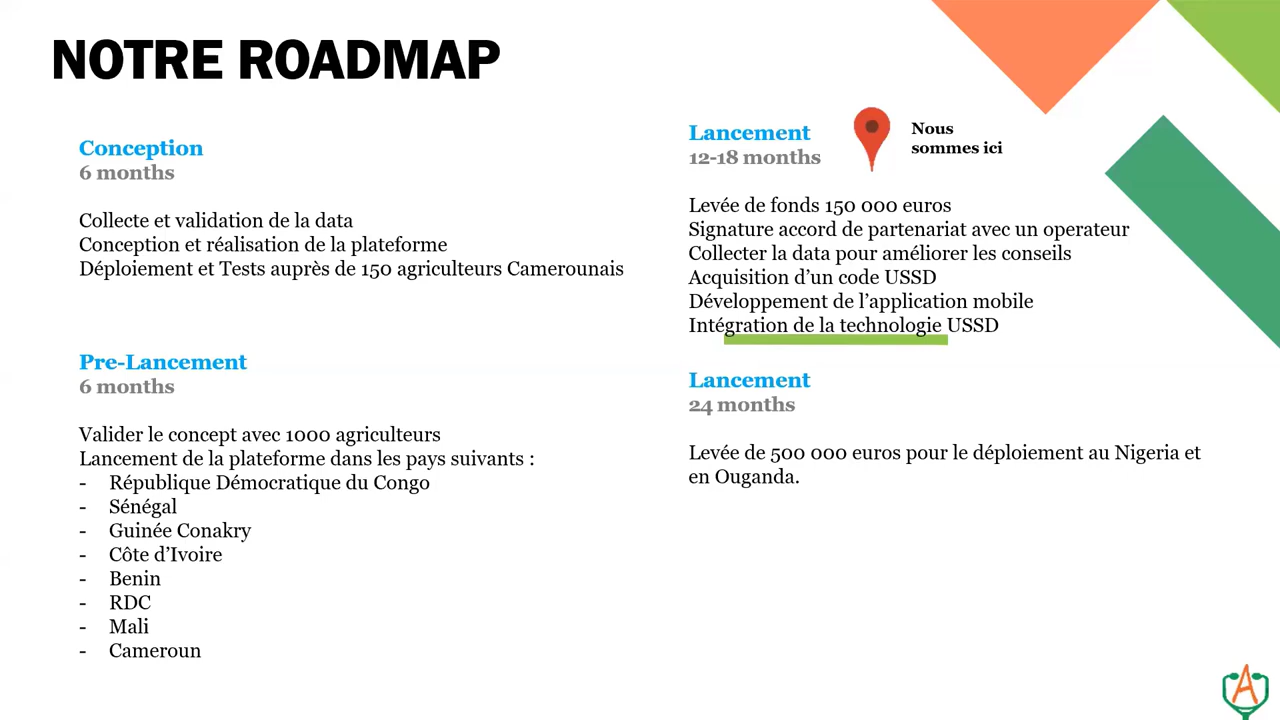 NOTRE ROADMAP
Conception
6 months
Collecte et validation de la data
Conception et réalisation de la plateforme
Déploiement et Tests auprès de 150 agriculteurs Camerounais
Pre-Lancement
6 months
Valider le concept avec 1000 agriculteurs
Lancement de la plateforme dans les pays suivants :
- République Démocratique du Congo
- Sénégal
- Guinée Conakry
- Côte d’Ivoire
- Benin
- RDC
- Mali
- Cameroun
Lancement
12-18 months
Nous
sommes ici
Levée de fonds 150 000 euros
Signature accord de partenariat avec un operateur
Collecter la data pour améliorer les conseils
Acquisition d’un code USSD
Développement de l’application mobile
Intégration de la technologie USSD
Lancement
24 months
Levée de 500 000 euros pour le déploiement au Nigeria et
en Ouganda.